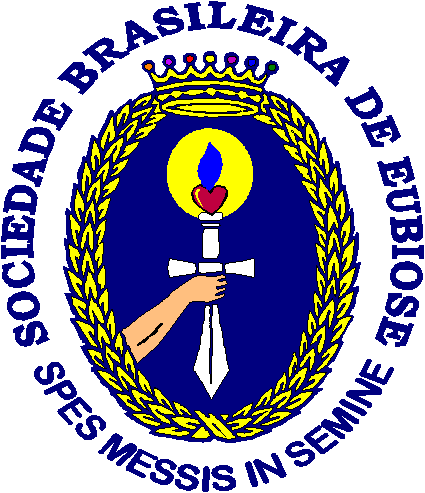 SOCIEDADE BRASILEIRA DE EUBIOSE
SPES MESSIS IN SEMINE